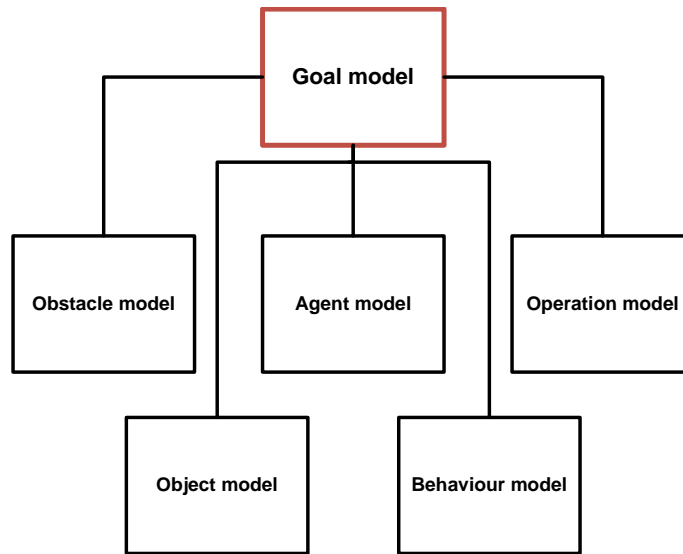 Goal model
Obstacle model
Agent model
Operation model
Object model
Behaviour model